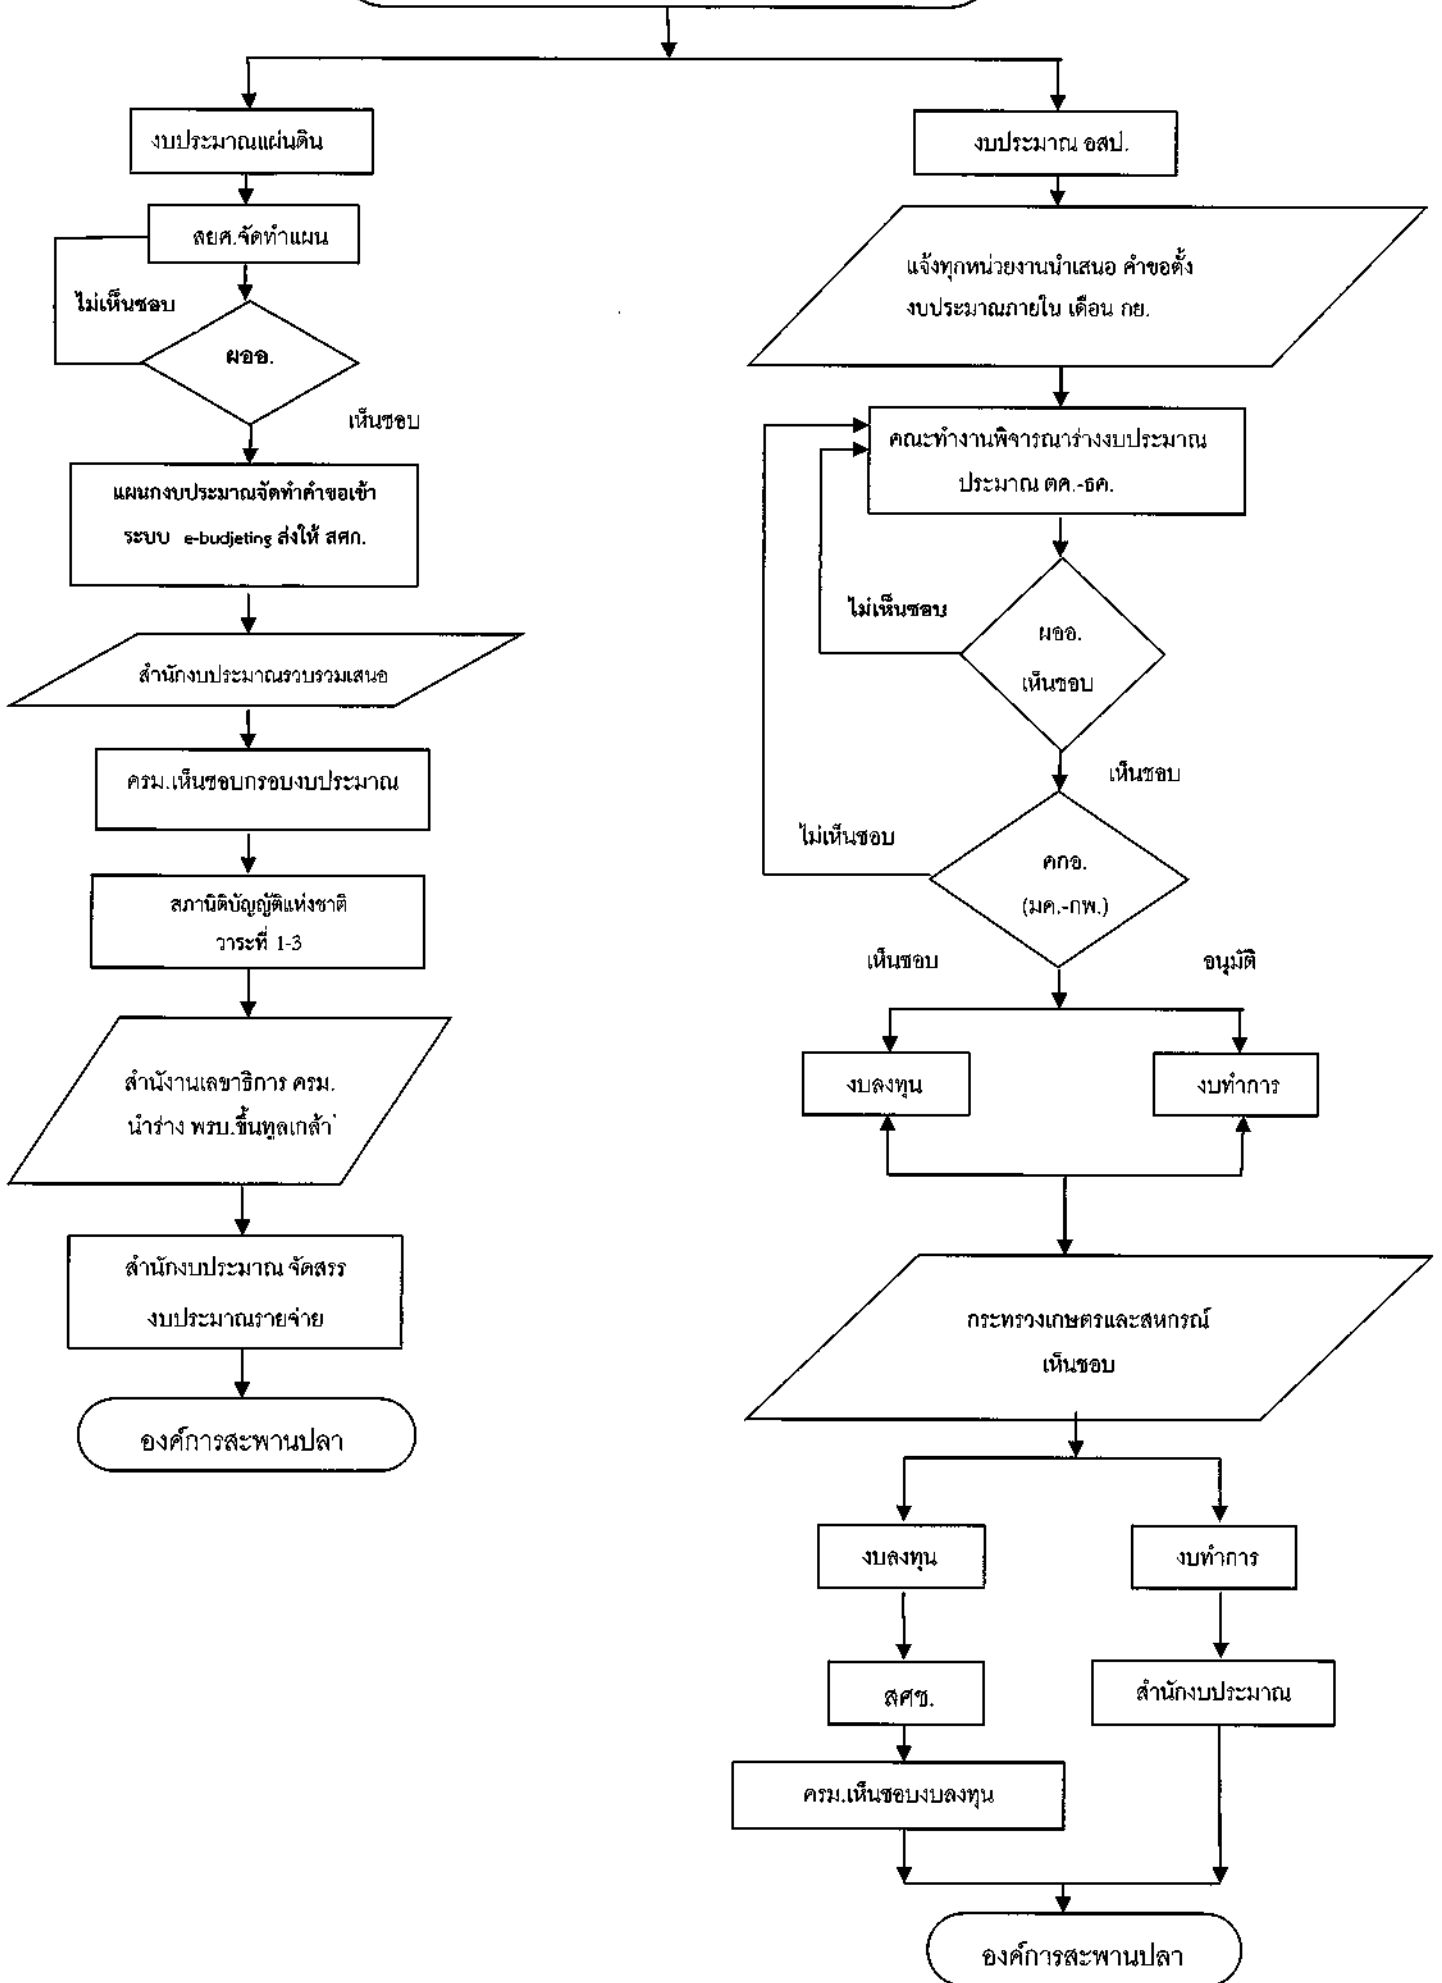 งบประมาณแผ่นดิน
สยศ.จัดทำแผน
ไม่เห็นชอบ
ผออ.
เห็นชอบ
แผนกงบประมาณจัดทำคำขอเข้า
ระบบ e-budjeting ส่งให้ สศก.
สำนักงบประมาณรวบรวมเสนอ
ครม.เห็นชอบกรอบงบประมาณ
สภานิติบัญญัติแห่งชาติ
วาระที่ 1-3
สำนังานเลขาธิการ ครม.
นำร่าง พรบ.ขึ้นทูลเกล้าฯ
สำนักงบประมาณ จัดสรร
งบประมาณรายจ่าย
องค์การสะพานปลา
งบประมาณ อสป.
แจ้งทุกหน่วยงานนำเสนอ คำขอตั้ง
งบประมาณภายใน เดือน กย.
คณะทำงานพิจารณาร่างงบประมาณ
ประมาณ ตค.-ธค.
ไม่เห็นชอบ
ผออ.
เห็นชอบ
เห็นชอบ
ไม่เห็นชอบ
คกอ.
(มค.-กพ.)
เห็นชอบ
อนุมัติ
งบลงทุน
งบทำการ
กระทรวงเกษตรและสหกรณ์
เห็นชอบ
งบลงทุน
งบทำการ
สศช.
สำนักงบประมาณ
ครม.เห็นชอบงบลงทุน
องค์การสะพานปลา